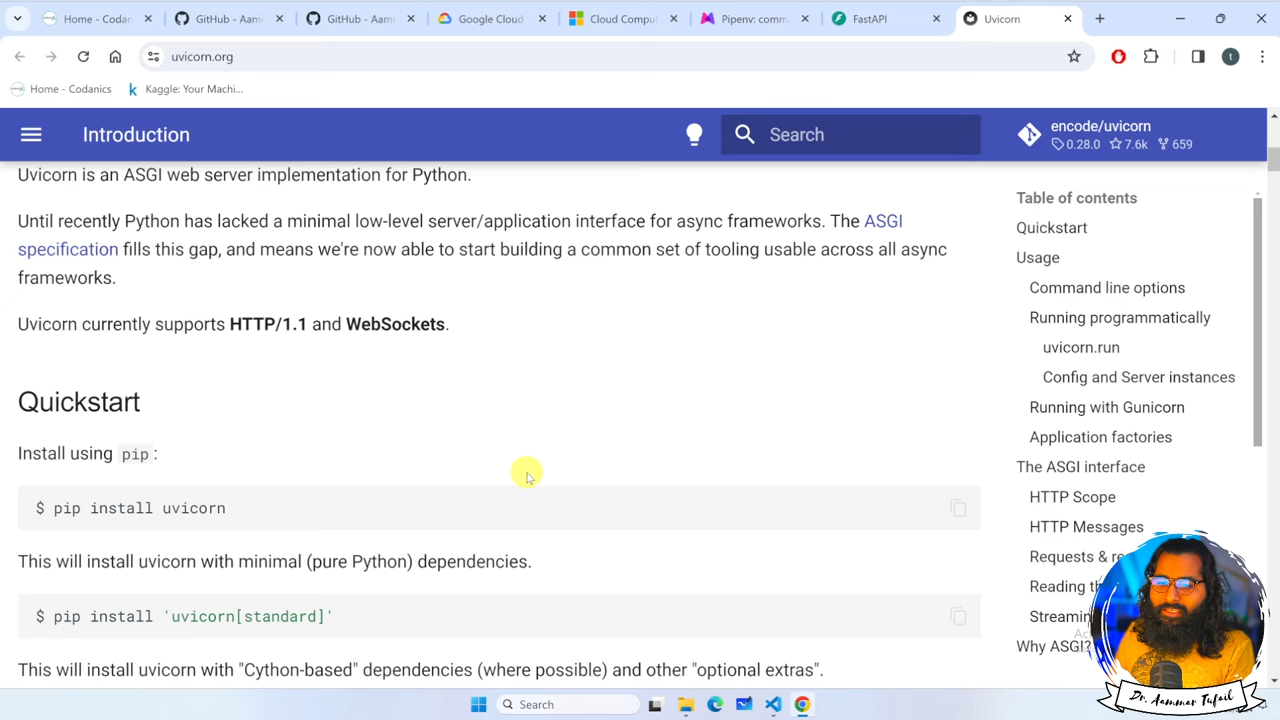 Home - Codan
GitHub - Aam
GitHub - Aam
Google Cloud
Cloud Compu
Pipenv: comm
FastAPI
Uvicorn
uvicorn.org
t
Home - Codanics
Kaggle: Your Machi...
Introduction
Search
encode/uvicorn
0.28.0 7.6k 659
Uvicorn is an ASGI web server implementation for Python.
Until recently Python has lacked a minimal low-level server/application interface for async frameworks. The ASGI
specification fills this gap, and means we're now able to start building a common set of tooling usable across all async
frameworks.
Uvicorn currently supports HTTP/1.1 and WebSockets.
Quickstart
Install using pip:
$ pip install uvicorn
This will install uvicorn with minimal (pure Python) dependencies.
$ pip install 'uvicorn[standard]'
This will install uvicorn with "Cython-based" dependencies (where possible) and other "optional extras".
Table of contents
Quickstart
Usage
Command line options
Running programmatically
uvicorn.run
Config and Server instances
Running with Gunicorn
Application factories
The ASGI interface
HTTP Scope
HTTP Messages
Requests & re
Reading th
Streamin
Why ASGI?
Dr. Aammar Tufail
Search